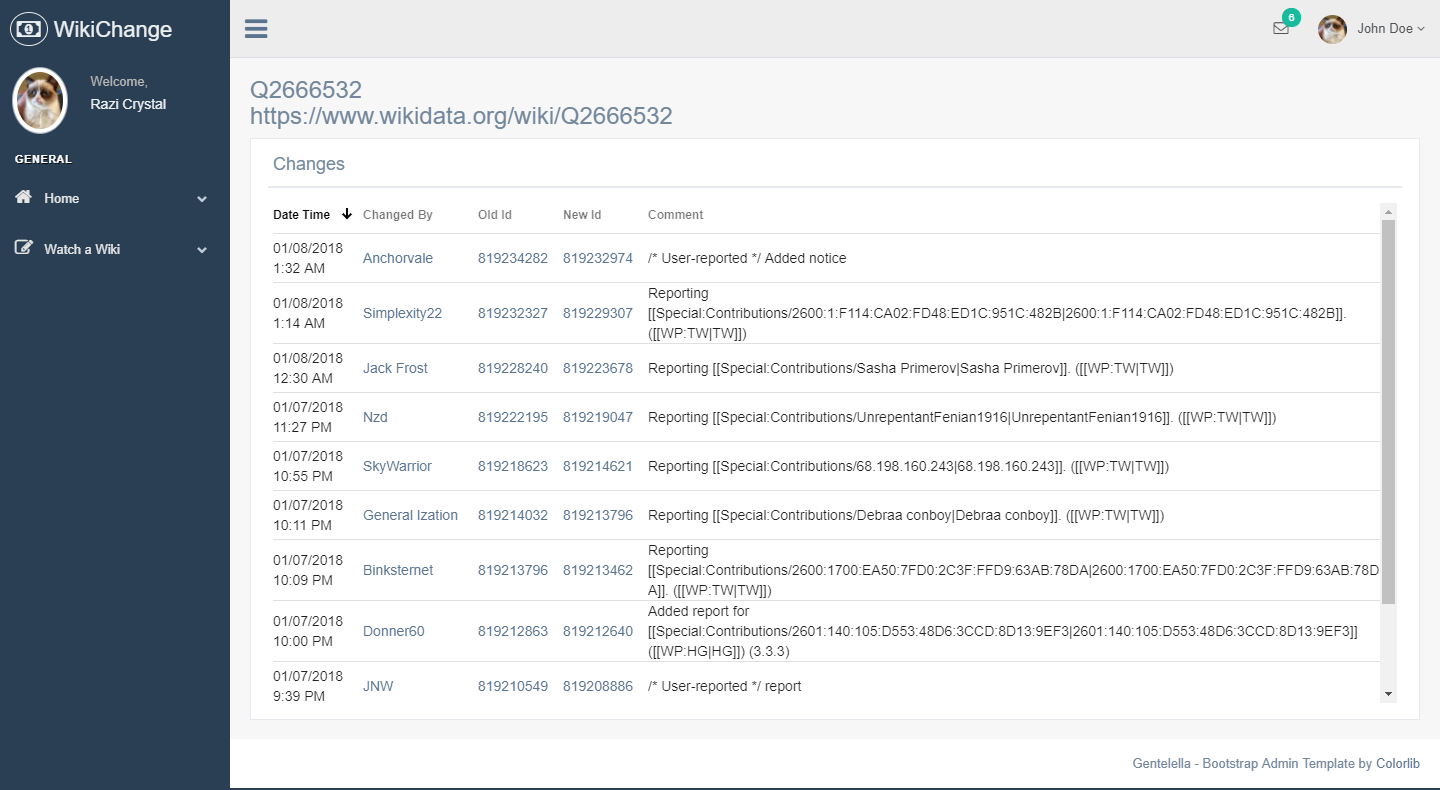 WikiChange
6
John Doe
Welcome,
Razi Crystal
GENERAL
Home
Watch a Wiki
Q2666532
https://www.wikidata.org/wiki/Q2666532
Changes
Date Time Changed By Old Id New Id Comment
01/08/2018
1:32 AM
Anchorvale 819234282 819232974 /* User-reported */ Added notice
01/08/2018
1:14 AM
Simplexity22 819232327 819229307
Reporting
[[Special:Contributions/2600:1:F114:CA02:FD48:ED1C:951C:482B|2600:1:F114:CA02:FD48:ED1C:951C:482B]].
([[WP:TW|TW]])
01/08/2018
12:30 AM
Jack Frost 819228240 819223678 Reporting [[Special:Contributions/Sasha Primerov|Sasha Primerov]]. ([[WP:TW|TW]])
01/07/2018
11:27 PM
Nzd 819222195 819219047 Reporting [[Special:Contributions/UnrepentantFenian1916|UnrepentantFenian1916]]. ([[WP:TW|TW]])
01/07/2018
10:55 PM
SkyWarrior 819218623 819214621 Reporting [[Special:Contributions/68.198.160.243|68.198.160.243]]. ([[WP:TW|TW]])
01/07/2018
10:11 PM
General Ization 819214032 819213796 Reporting [[Special:Contributions/Debraa conboy|Debraa conboy]]. ([[WP:TW|TW]])
01/07/2018
10:09 PM
Binksternet 819213796 819213462
Reporting
[[Special:Contributions/2600:1700:EA50:7FD0:2C3F:FFD9:63AB:78DA|2600:1700:EA50:7FD0:2C3F:FFD9:63AB:78D
A]]. ([[WP:TW|TW]])
01/07/2018
10:00 PM
Donner60 819212863 819212640
Added report for
[[Special:Contributions/2601:140:105:D553:48D6:3CCD:8D13:9EF3|2601:140:105:D553:48D6:3CCD:8D13:9EF3]]
([[WP:HG|HG]]) (3.3.3)
01/07/2018
9:39 PM
JNW 819210549 819208886 /* User-reported */ report
Gentelella - Bootstrap Admin Template by Colorlib